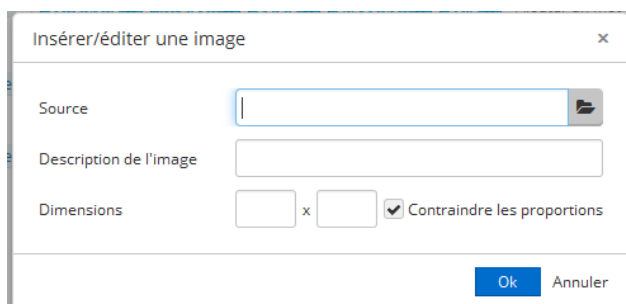 Insérer/éditer une image ×
Source
Description de l'image
Dimensions x Contraindre les proportions
Ok Annuler